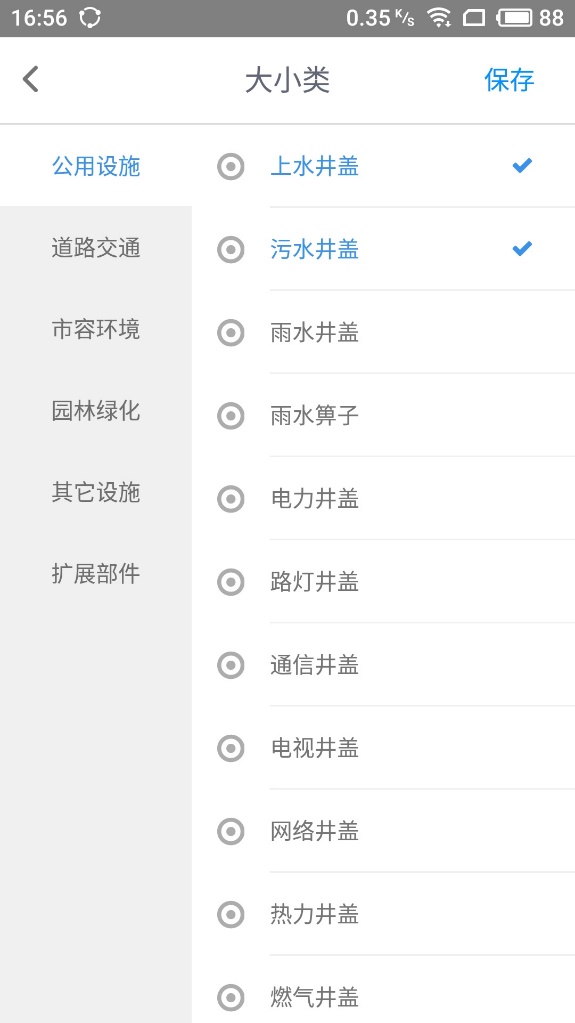 16:56 0.35 K/s 88
大小类 保存
公用设施
道路交通
市容环境
园林绿化
其它设施
扩展部件
上水井盖
污水井盖
雨水井盖
雨水箅子
电力井盖
路灯井盖
通信井盖
电视井盖
网络井盖
热力井盖
燃气井盖